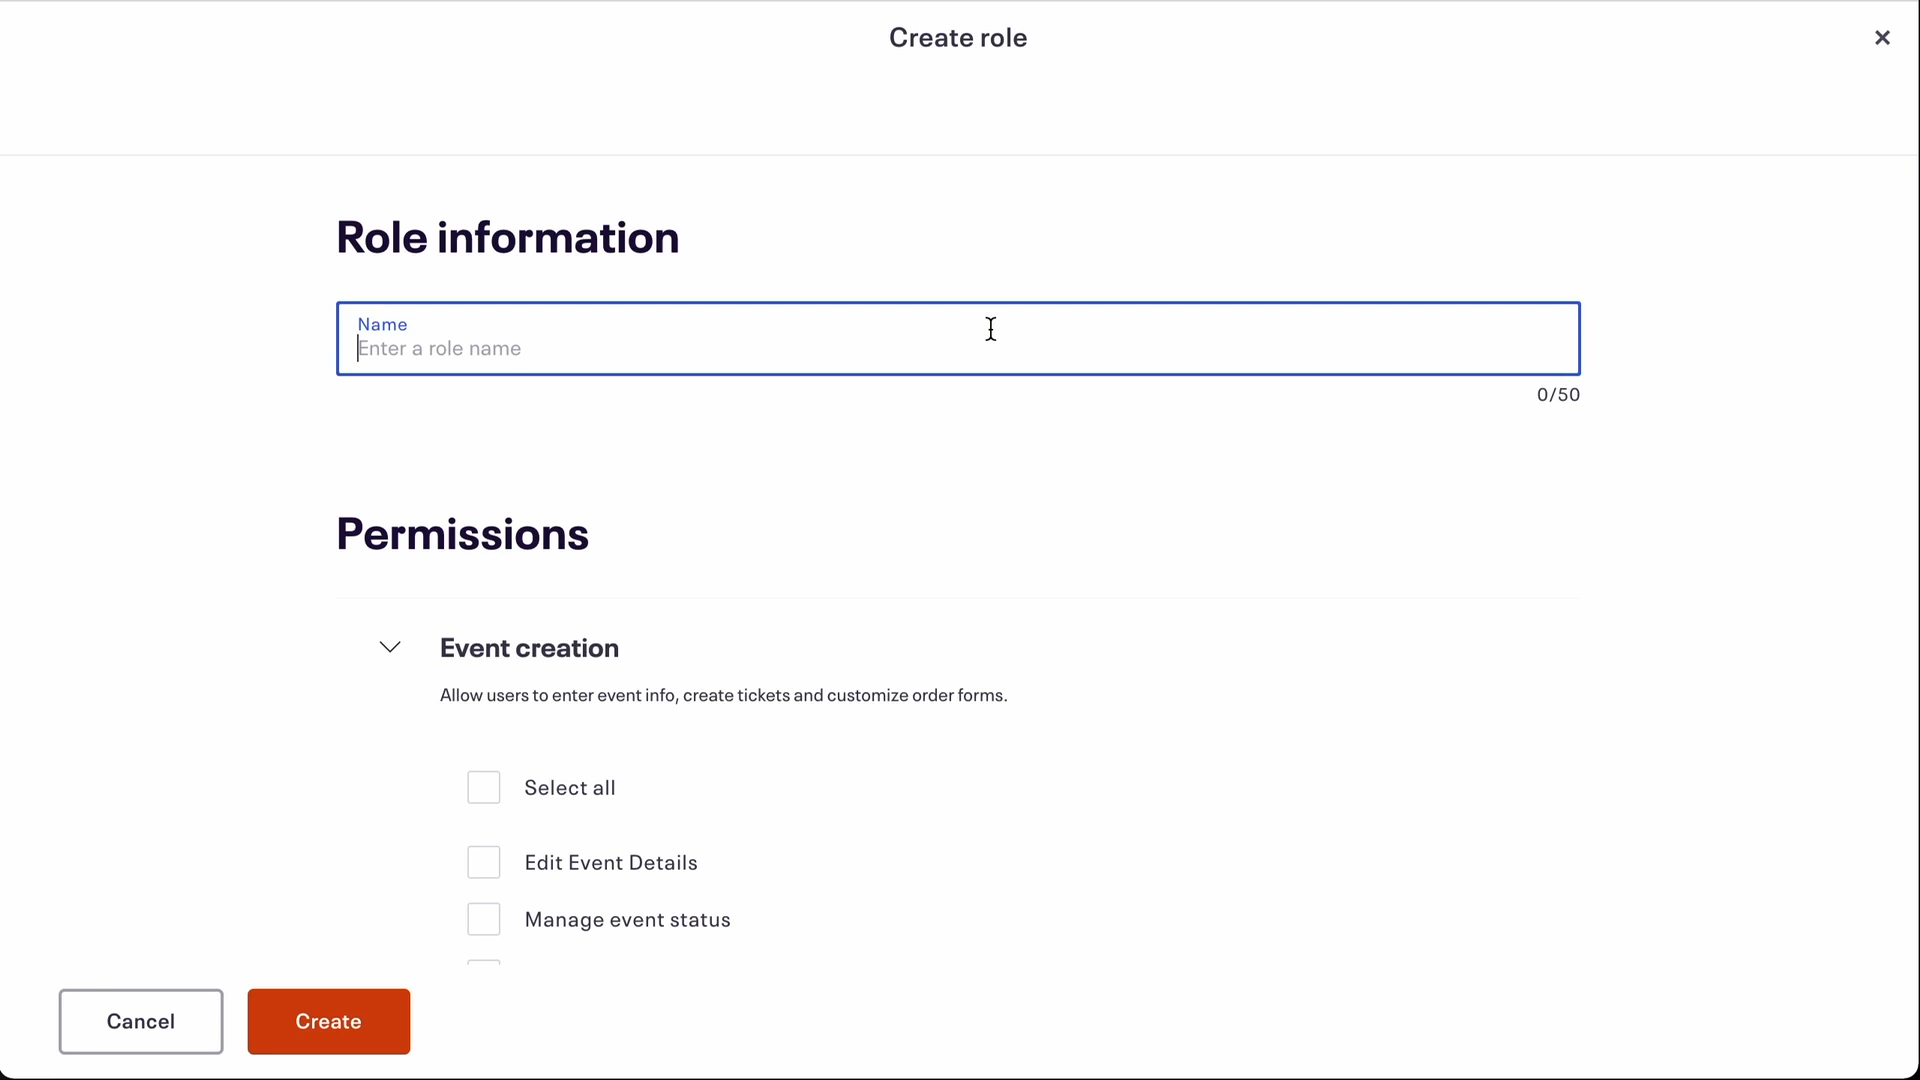 Create role
Role information
Name
Enter a role name
0/50
Permissions
Event creation
Allow users to enter event info, create tickets and customize order forms.
Select all
Edit Event Details
Manage event status
Cancel
Create